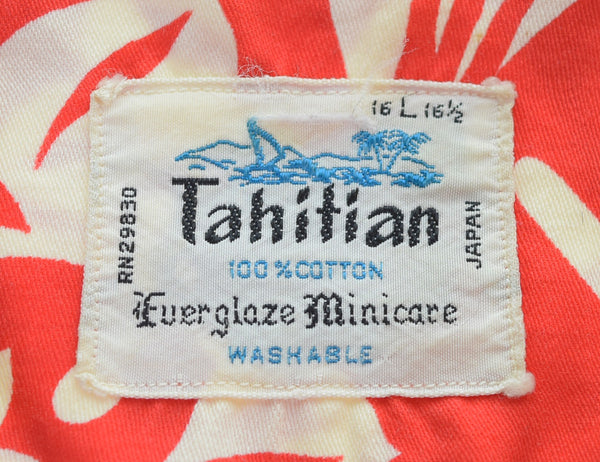 16 L 16½
Tahitian
RN29830
JAPAN
100% COTTON
Everglaze Minicare
WASHABLE